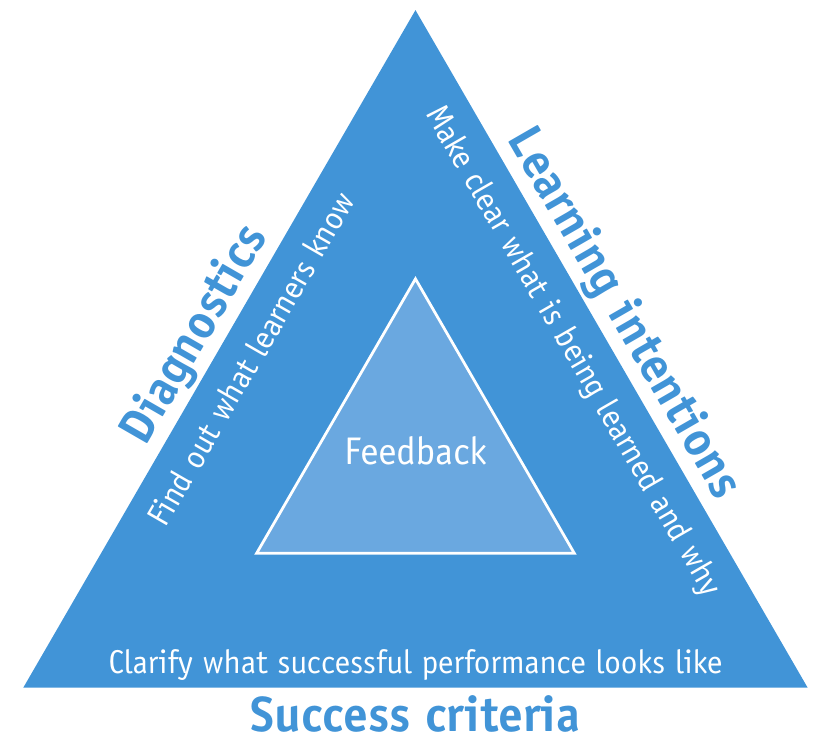 Diagnostics
Find out what learners know
Learning intentions
Make clear what is being learned and why
Feedback
Clarify what successful performance looks like
Success criteria